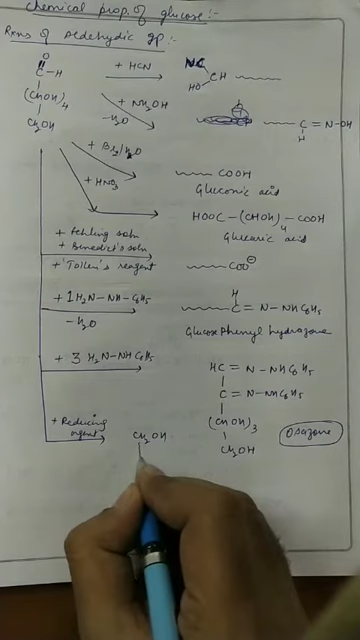 Chemical prop. of glucose :-
Rxns of aldehydic gp :-
O
C-H
(CHOH)4
CH2OH
+ HCN
NC
HO
CH
+ NH2OH
-H2O
C = N-OH
H
+ Br2/H2O
COOH
Gluconic acid
+ HNO3
HOOC - (CHOH)4 - COOH
Glucaric acid
+ Fehling soln
+ Benedict's soln
+ Tollen's reagent
COO⊖
+ 1 H2N - NH - C6H5
- H2O
H
C = N - NHC6H5
Glucose Phenyl hydrozone
+ 3 H2N - NHC6H5
HC = N - NHC6H5
C = N - NHC6H5
(CHOH)3
CH2OH
Osazone
+ Reducing
agent
CH2OH